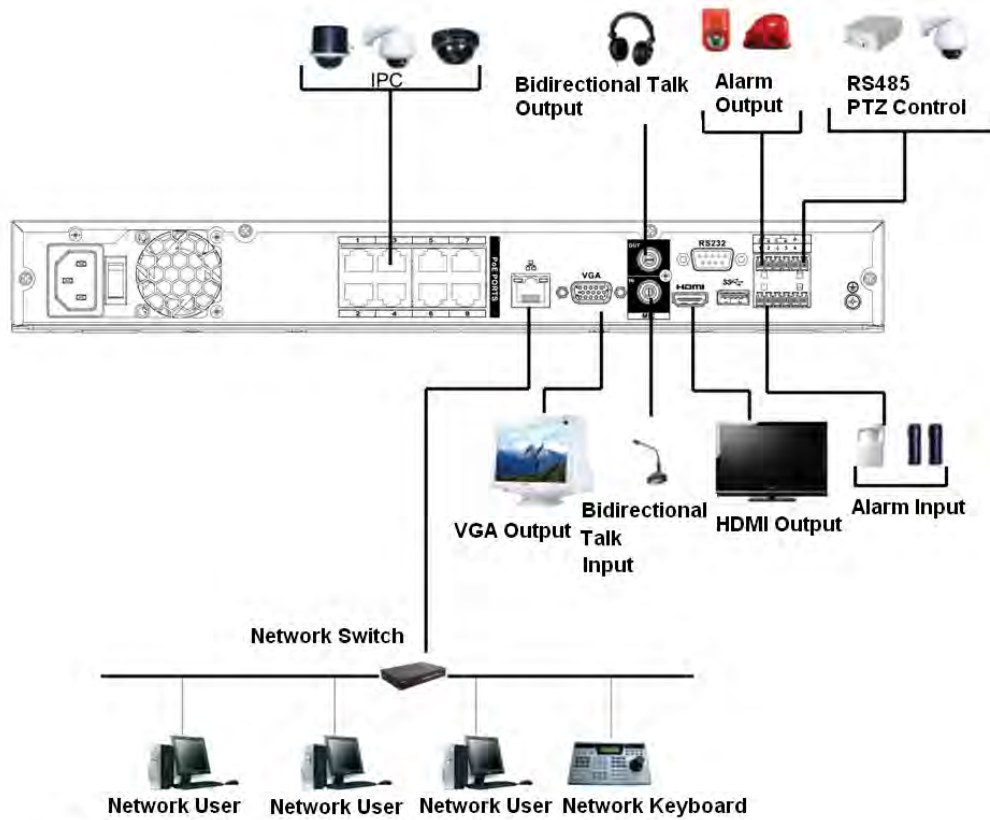 IPC
Bidirectional Talk
Output
Alarm
Output
RS485
PTZ Control
1 3 5 7
2 4 6 8
PoE PORTS
VGA
OUT
IN
RS232
HDMI
VGA Output
Bidirectional
Talk
Input
HDMI Output
Alarm Input
Network Switch
Network User
Network User
Network User
Network Keyboard